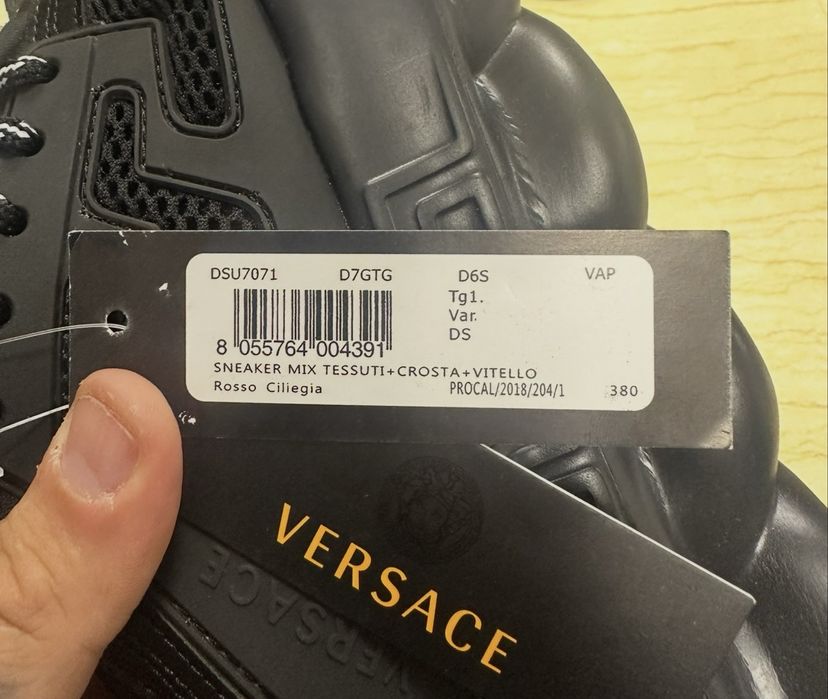 DSU7071 D7GTG D6S VAP
Tg1.
Var.
DS
8 055764 004391
SNEAKER MIX TESSUTI+CROSTA+VITELLO
Rosso Ciliegia PROCAL/2018/204/1 380
VERSACE
VERSACE
VERSACE